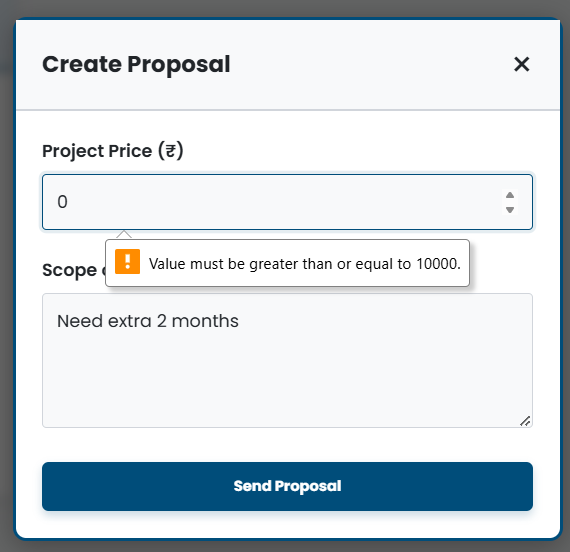 Create Proposal
Project Price (₹)
0
Value must be greater than or equal to 10000.
Scope
Need extra 2 months
Send Proposal